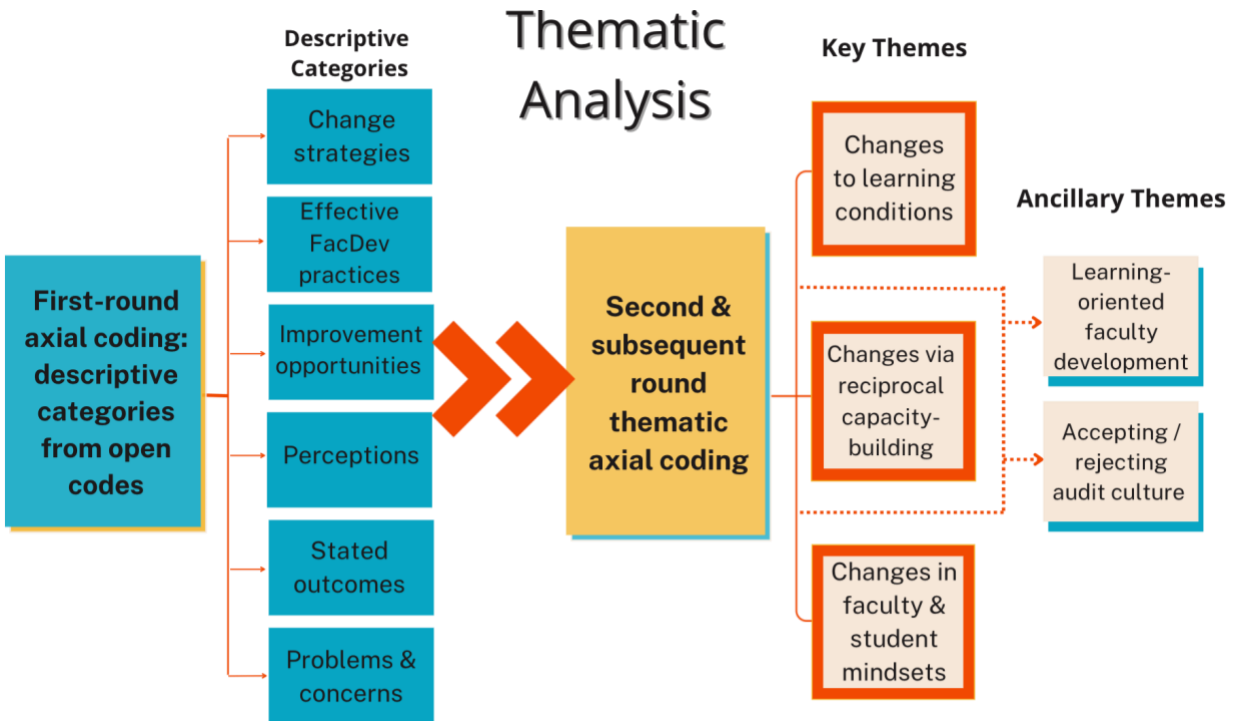 Thematic
Analysis
Descriptive
Categories
Key Themes
Ancillary Themes
First-round
axial coding:
descriptive
categories
from open
codes
Change
strategies
Effective
FacDev
practices
Improvement
opportunities
Perceptions
Stated
outcomes
Problems &
concerns
Second &
subsequent
round
thematic
axial coding
Changes
to learning
conditions
Changes via
reciprocal
capacity-
building
Changes in
faculty &
student
mindsets
Learning-
oriented
faculty
development
Accepting /
rejecting
audit culture